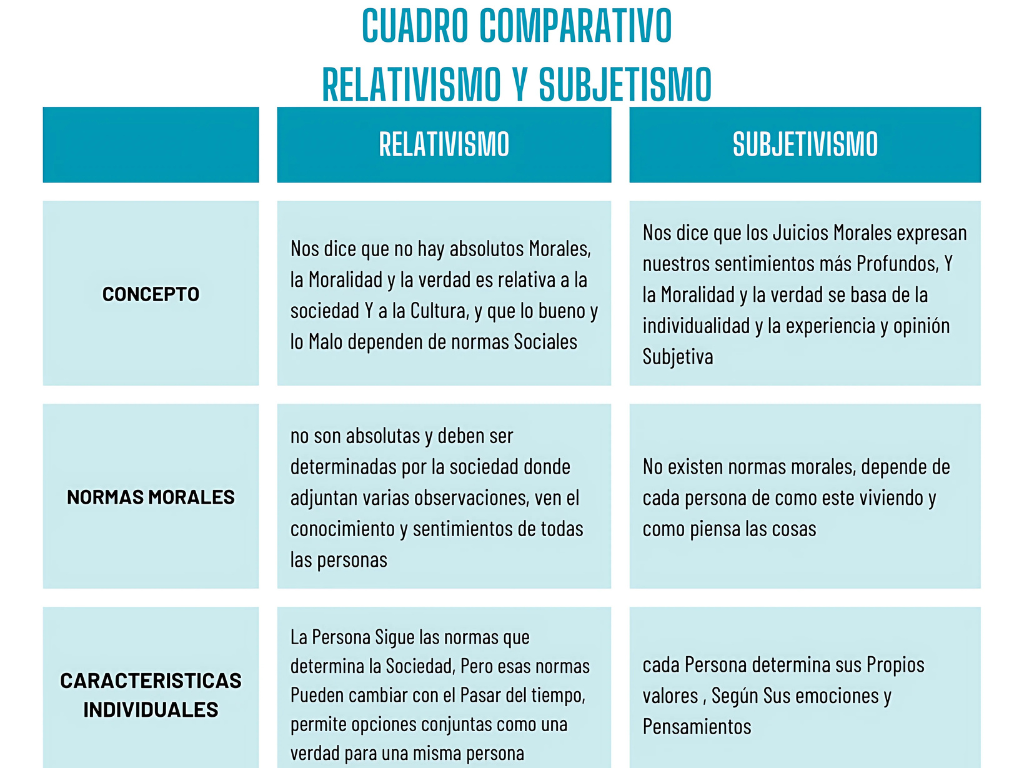 CUADRO COMPARATIVO
RELATIVISMO Y SUBJETISMO
RELATIVISMO
SUBJETIVISMO
CONCEPTO
Nos dice que no hay absolutos Morales,
la Moralidad y la verdad es relativa a la
sociedad Y a la Cultura, y que lo bueno y
lo Malo dependen de normas Sociales
Nos dice que los Juicios Morales expresan
nuestros sentimientos más Profundos, Y
la Moralidad y la verdad se basa de la
individualidad y la experiencia y opinión
Subjetiva
NORMAS MORALES
no son absolutas y deben ser
determinadas por la sociedad donde
adjuntan varias observaciones, ven el
conocimiento y sentimientos de todas
las personas
No existen normas morales, depende de
cada persona de como este viviendo y
como piensa las cosas
CARACTERISTICAS
INDIVIDUALES
La Persona Sigue las normas que
determina la Sociedad, Pero esas normas
Pueden cambiar con el Pasar del tiempo,
permite opciones conjuntas como una
verdad para una misma persona
cada Persona determina sus Propios
valores , Según Sus emociones y
Pensamientos